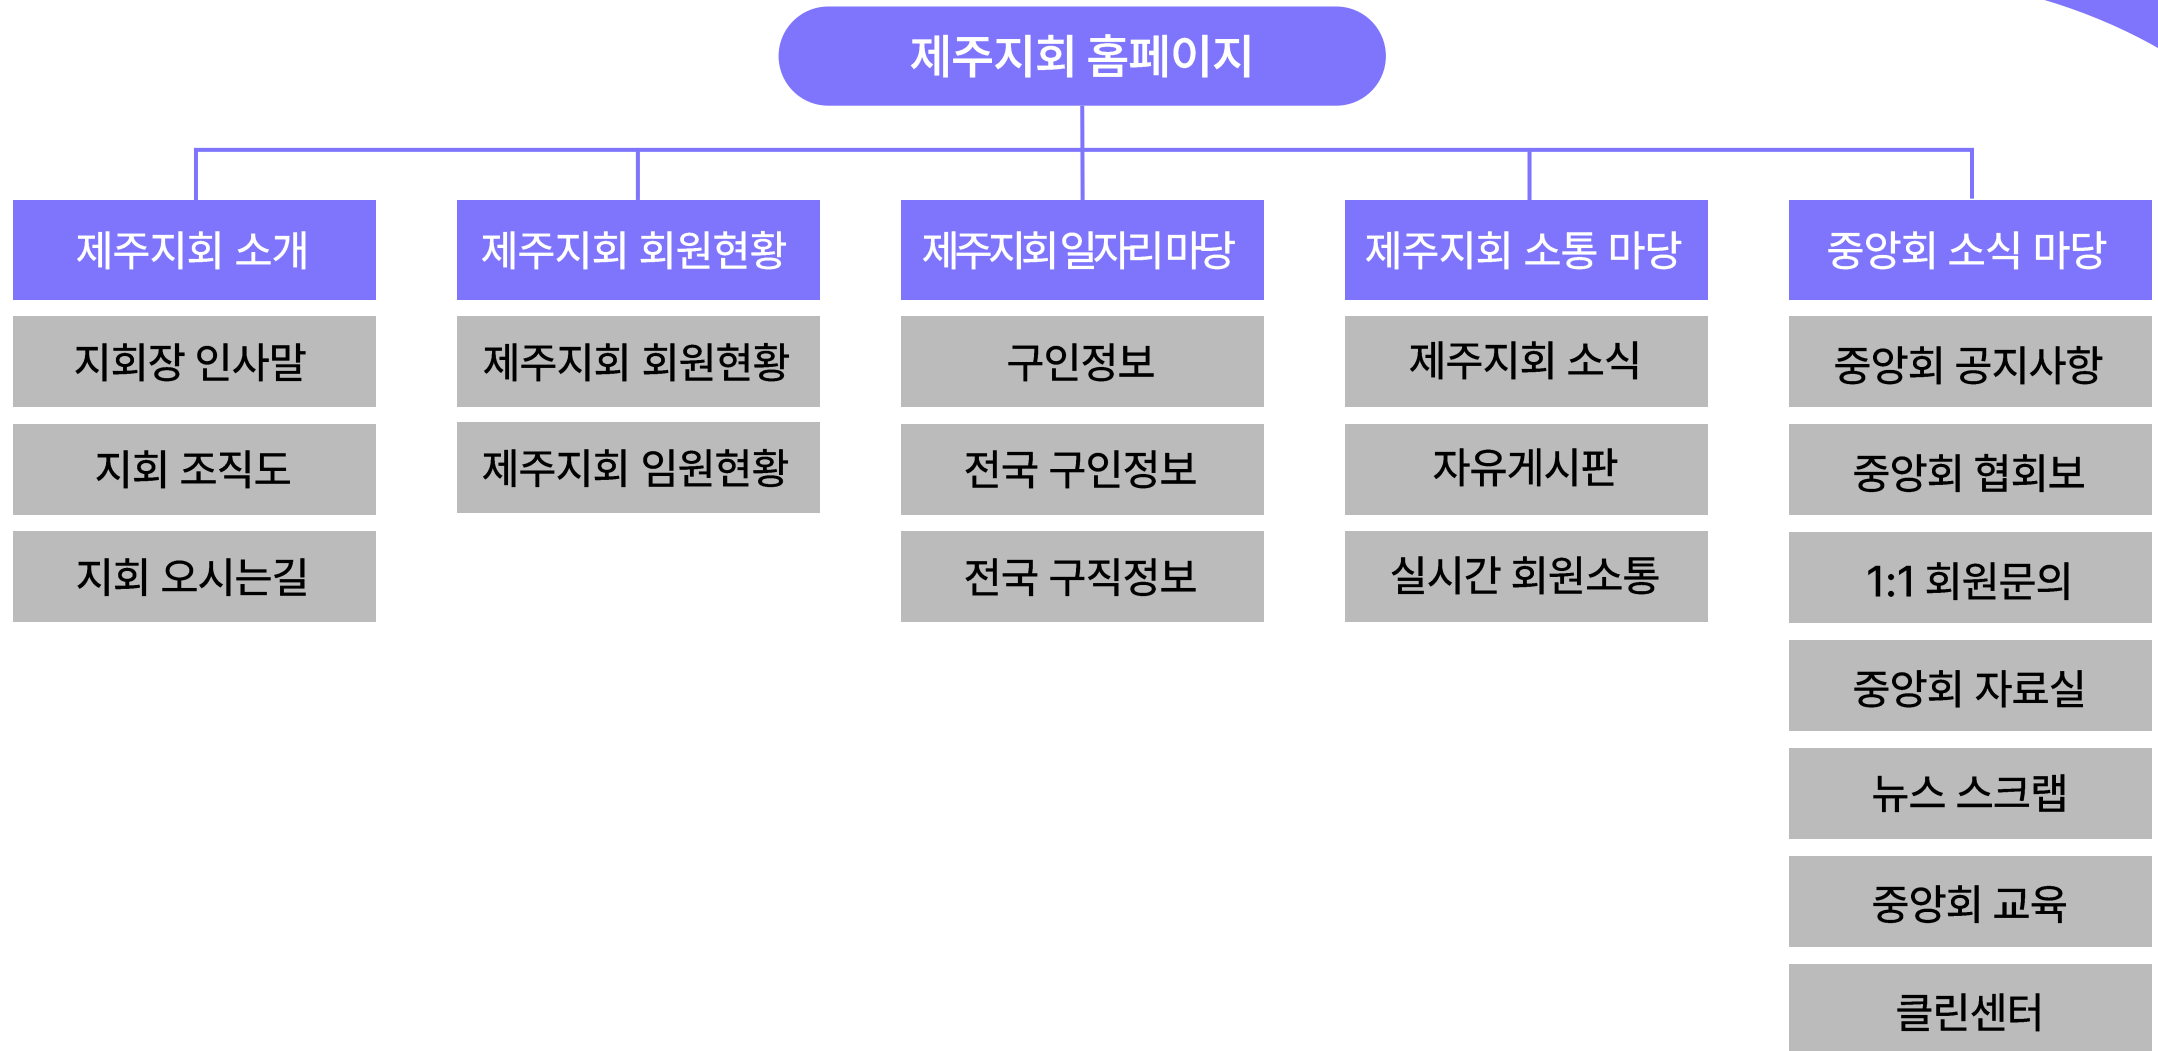 제주지회 홈페이지
제주지회 소개
지회장 인사말
지회 조직도
지회 오시는길
제주지회 회원현황
제주지회 회원현황
제주지회 임원현황
제주지회 일자리 마당
구인정보
전국 구인정보
전국 구직정보
제주지회 소통 마당
제주지회 소식
자유게시판
실시간 회원소통
중앙회 소식 마당
중앙회 공지사항
중앙회 협회보
1:1 회원문의
중앙회 자료실
뉴스 스크랩
중앙회 교육
클린센터